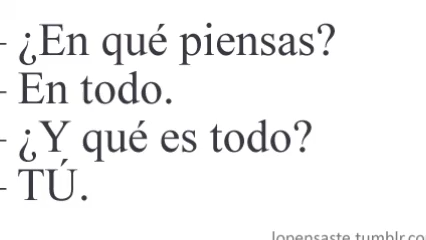 - ¿En qué piensas?
- En todo.
- ¿Y qué es todo?
- TÚ.
lopensaste.tumblr.co